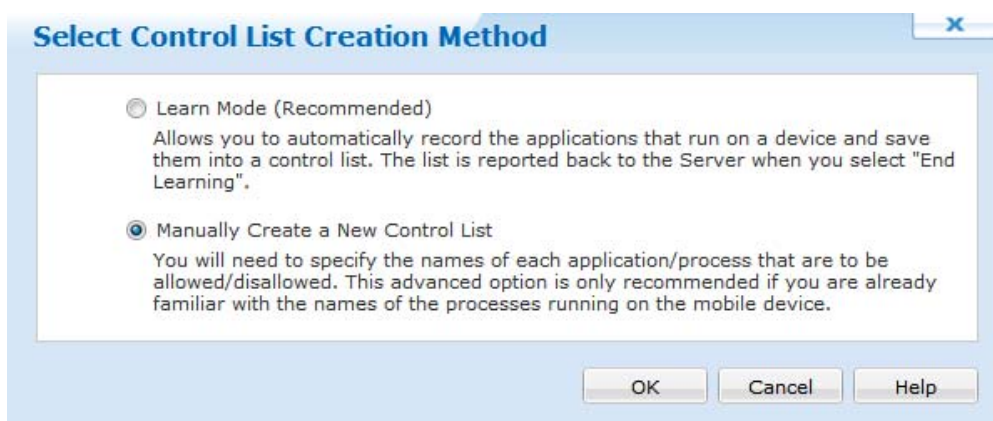 Select Control List Creation Method
x
Learn Mode (Recommended)
Allows you to automatically record the applications that run on a device and save
them into a control list. The list is reported back to the Server when you select "End
Learning".
Manually Create a New Control List
You will need to specify the names of each application/process that are to be
allowed/disallowed. This advanced option is only recommended if you are already
familiar with the names of the processes running on the mobile device.
OK Cancel Help